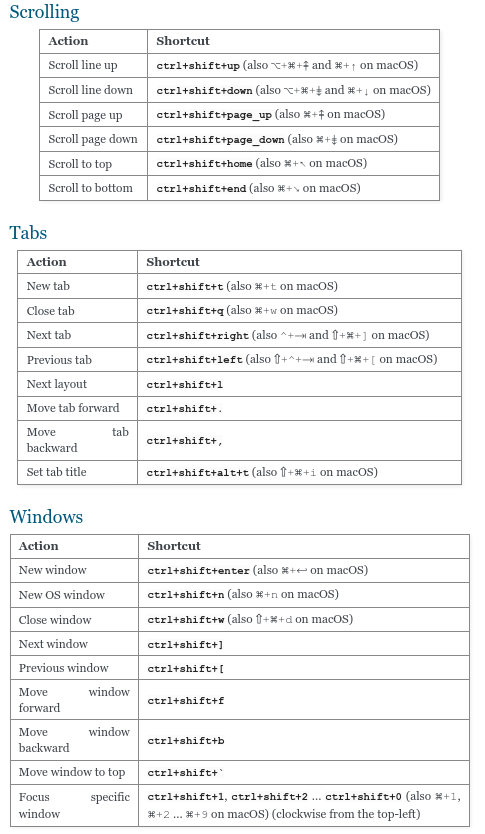 Scrolling
Action Shortcut
Scroll line up ctrl+shift+up (also ⌥+⌘+⇞ and ⌘+↑ on macOS)
Scroll line down ctrl+shift+down (also ⌥+⌘+⇟ and ⌘+↓ on macOS)
Scroll page up ctrl+shift+page_up (also ⌘+⇞ on macOS)
Scroll page down ctrl+shift+page_down (also ⌘+⇟ on macOS)
Scroll to top ctrl+shift+home (also ⌘+↖ on macOS)
Scroll to bottom ctrl+shift+end (also ⌘+↘ on macOS)
Tabs
Action Shortcut
New tab ctrl+shift+t (also ⌘+t on macOS)
Close tab ctrl+shift+q (also ⌘+w on macOS)
Next tab ctrl+shift+right (also ⌃+⇥ and ⇧+⌘+] on macOS)
Previous tab ctrl+shift+left (also ⇧+⌃+⇥ and ⇧+⌘+[ on macOS)
Next layout ctrl+shift+l
Move tab forward ctrl+shift+.
Move tab
backward ctrl+shift+,
Set tab title ctrl+shift+alt+t (also ⇧+⌘+i on macOS)
Windows
Action Shortcut
New window ctrl+shift+enter (also ⌘+↩ on macOS)
New OS window ctrl+shift+n (also ⌘+n on macOS)
Close window ctrl+shift+w (also ⇧+⌘+d on macOS)
Next window ctrl+shift+]
Previous window ctrl+shift+[
Move window
forward ctrl+shift+f
Move window
backward ctrl+shift+b
Move window to top ctrl+shift+`
Focus specific ctrl+shift+1, ctrl+shift+2 … ctrl+shift+0 (also ⌘+1,
window ⌘+2 … ⌘+9 on macOS) (clockwise from the top-left)